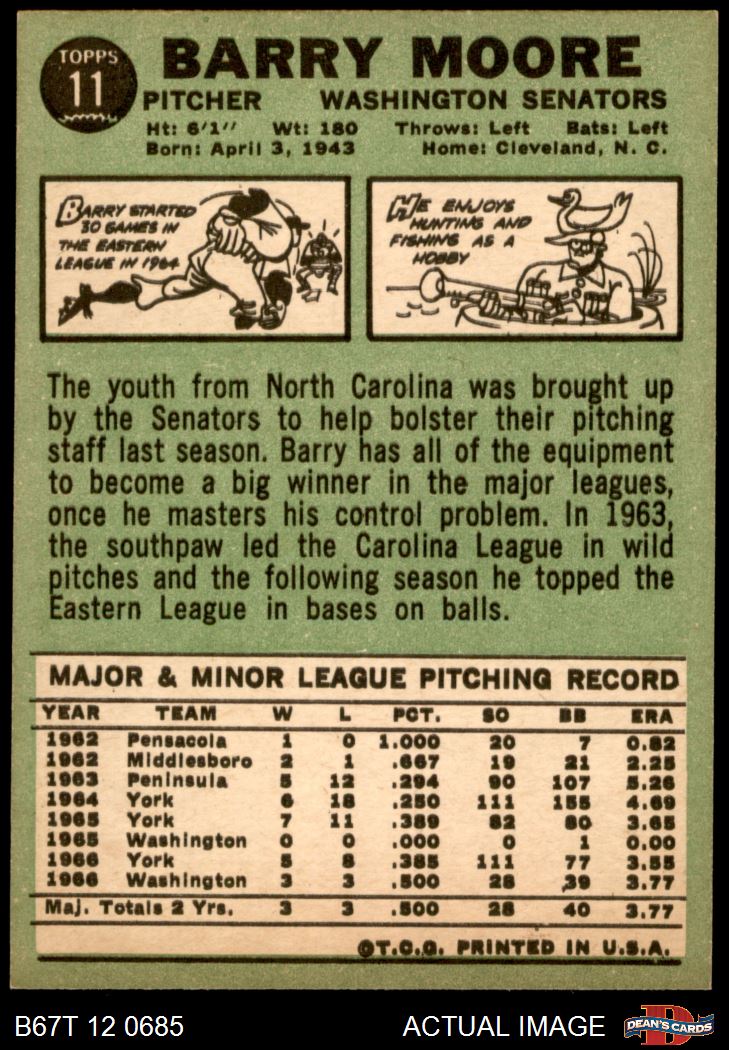 TOPPS
11
BARRY MOORE
PITCHER WASHINGTON SENATORS
Ht: 6'1" Wt: 180 Throws: Left Bats: Left
Born: April 3, 1943 Home: Cleveland, N. C.
BARRY STARTED
30 GAMES IN
THE EASTERN
LEAGUE IN 1964
HE ENJOYS
HUNTING AND
FISHING AS A
HOBBY
The youth from North Carolina was brought up
by the Senators to help bolster their pitching
staff last season. Barry has all of the equipment
to become a big winner in the major leagues,
once he masters his control problem. In 1963,
the southpaw led the Carolina League in wild
pitches and the following season he topped the
Eastern League in bases on balls.
MAJOR & MINOR LEAGUE PITCHING RECORD
YEAR TEAM W L PCT. SO BB ERA
1962 Pensacola 1 0 1.000 20 7 0.82
1962 Middlesboro 2 1 .667 19 21 2.25
1963 Peninsula 5 12 .294 90 107 5.26
1964 York 6 18 .250 111 155 4.69
1965 York 7 11 .389 82 80 3.65
1965 Washington 0 0 .000 0 1 0.00
1966 York 5 8 .385 111 77 3.55
1966 Washington 3 3 .500 28 39 3.77
Maj. Totals 2 Yrs. 3 3 .500 28 40 3.77
©T.C.G. PRINTED IN U.S.A.
B67T 12 0685 ACTUAL IMAGE
D
DEAN'S CARDS